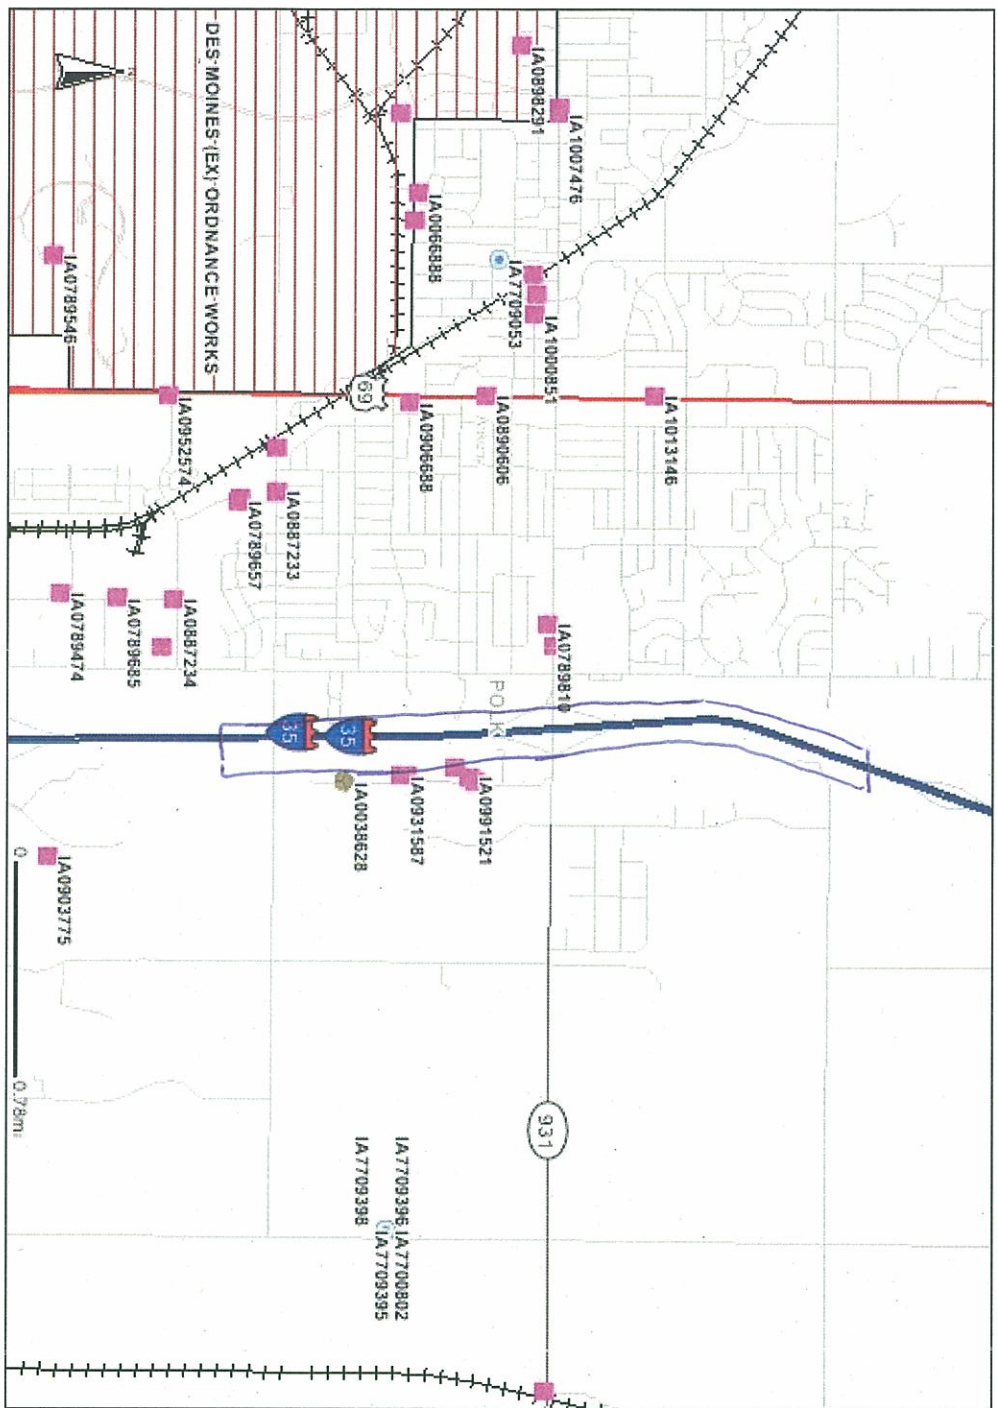 DES MOINES (EX) ORDNANCE WORKS
IA0898291
IA1007476
IA0066888
IA7709053
IA1000851
IA0789546
IA0952574
69
IA0906688
IA0890606
IA1013146
IA0887233
IA0789657
IA0789474
IA0789685
IA0887234
IA0789810
POLK
35
35
IA0038628
IA0931587
IA0991521
IA0903775
0
0.78mi
931
IA7709396 IA7700802
IA7709395
IA7709398